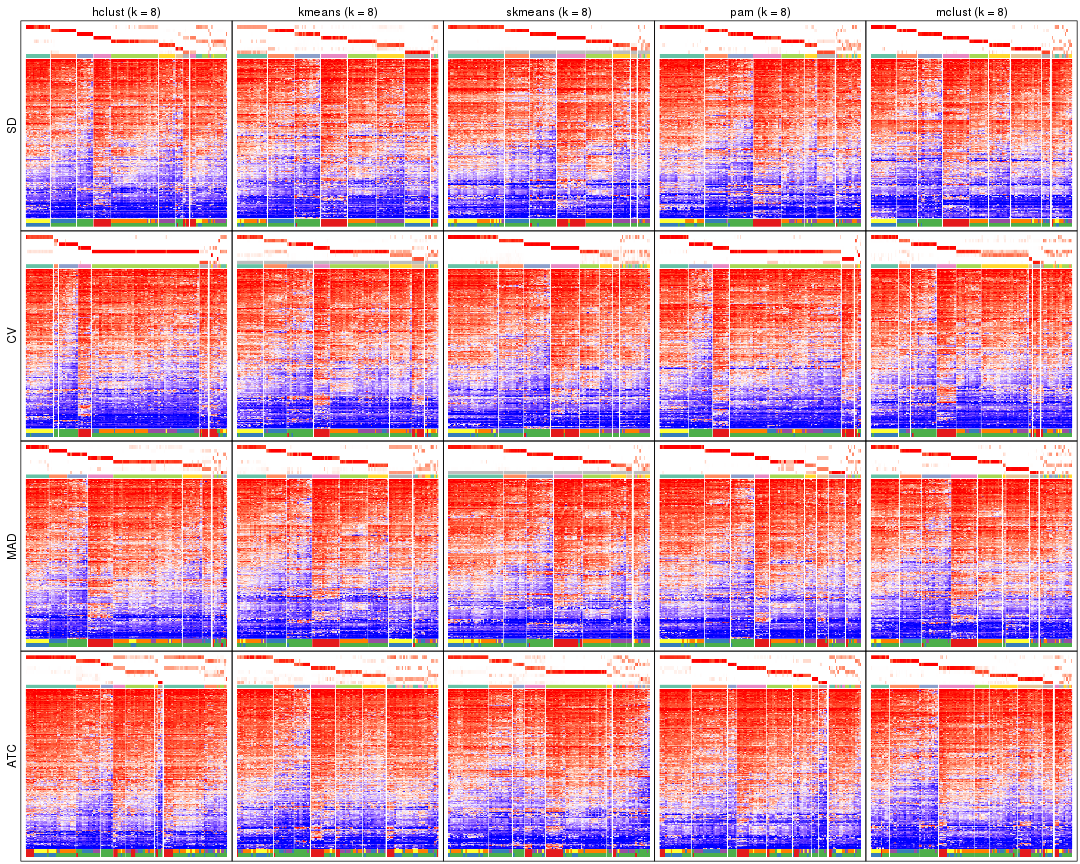 hclust (k = 8) kmeans (k = 8) skmeans (k = 8) pam (k = 8) mclust (k = 8)
SD
CV
MAD
ATC